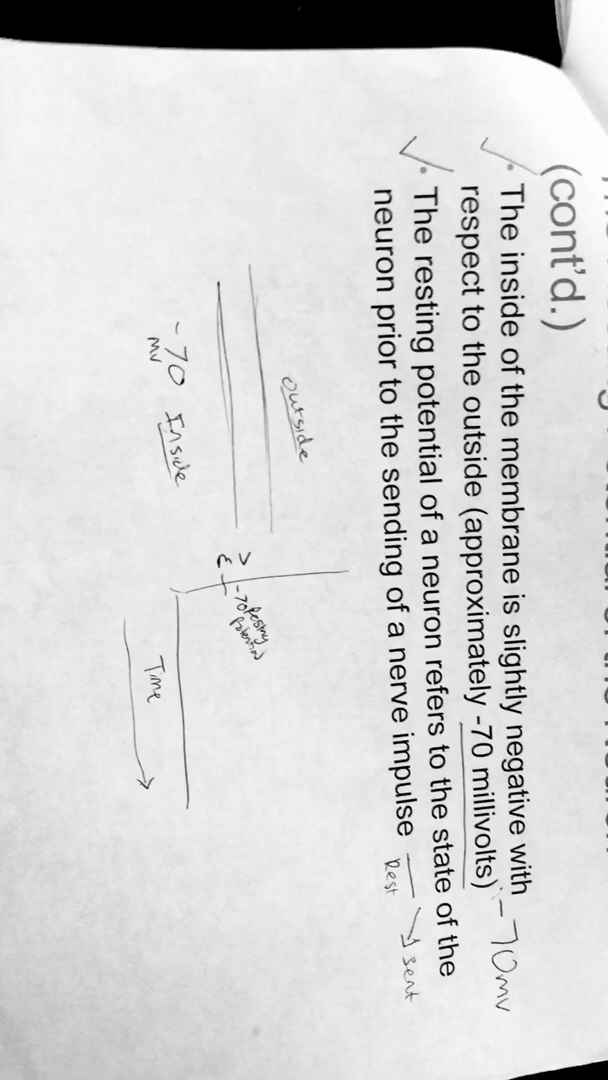 (cont'd.)
• The inside of the membrane is slightly negative with
respect to the outside (approximately -70 millivolts) - 70mv
• The resting potential of a neuron refers to the state of the
neuron prior to the sending of a nerve impulse
Rest
sent
outside
- 70 Inside
mv
-70 Resting
Potential
Time